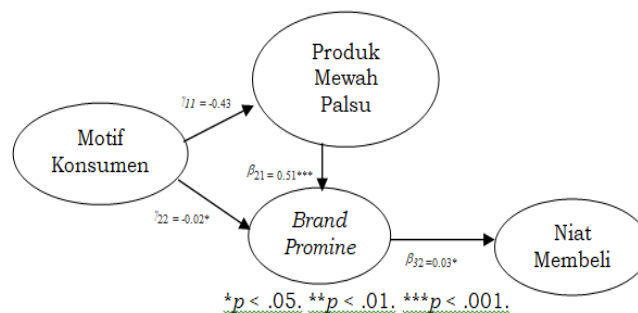 Produk
Mewah
Palsu
γ11 = -0.43
Motif
Konsumen
β21 = 0.51***
γ22 = -0.02*
Brand
Promine
β32 =0.03*
Niat
Membeli
*p < .05. **p < .01. ***p < .001.